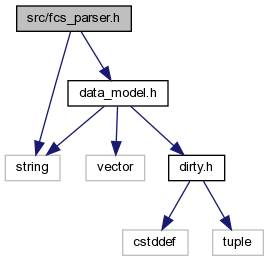 src/fcs_parser.h
data_model.h
string
vector
dirty.h
cstddef
tuple